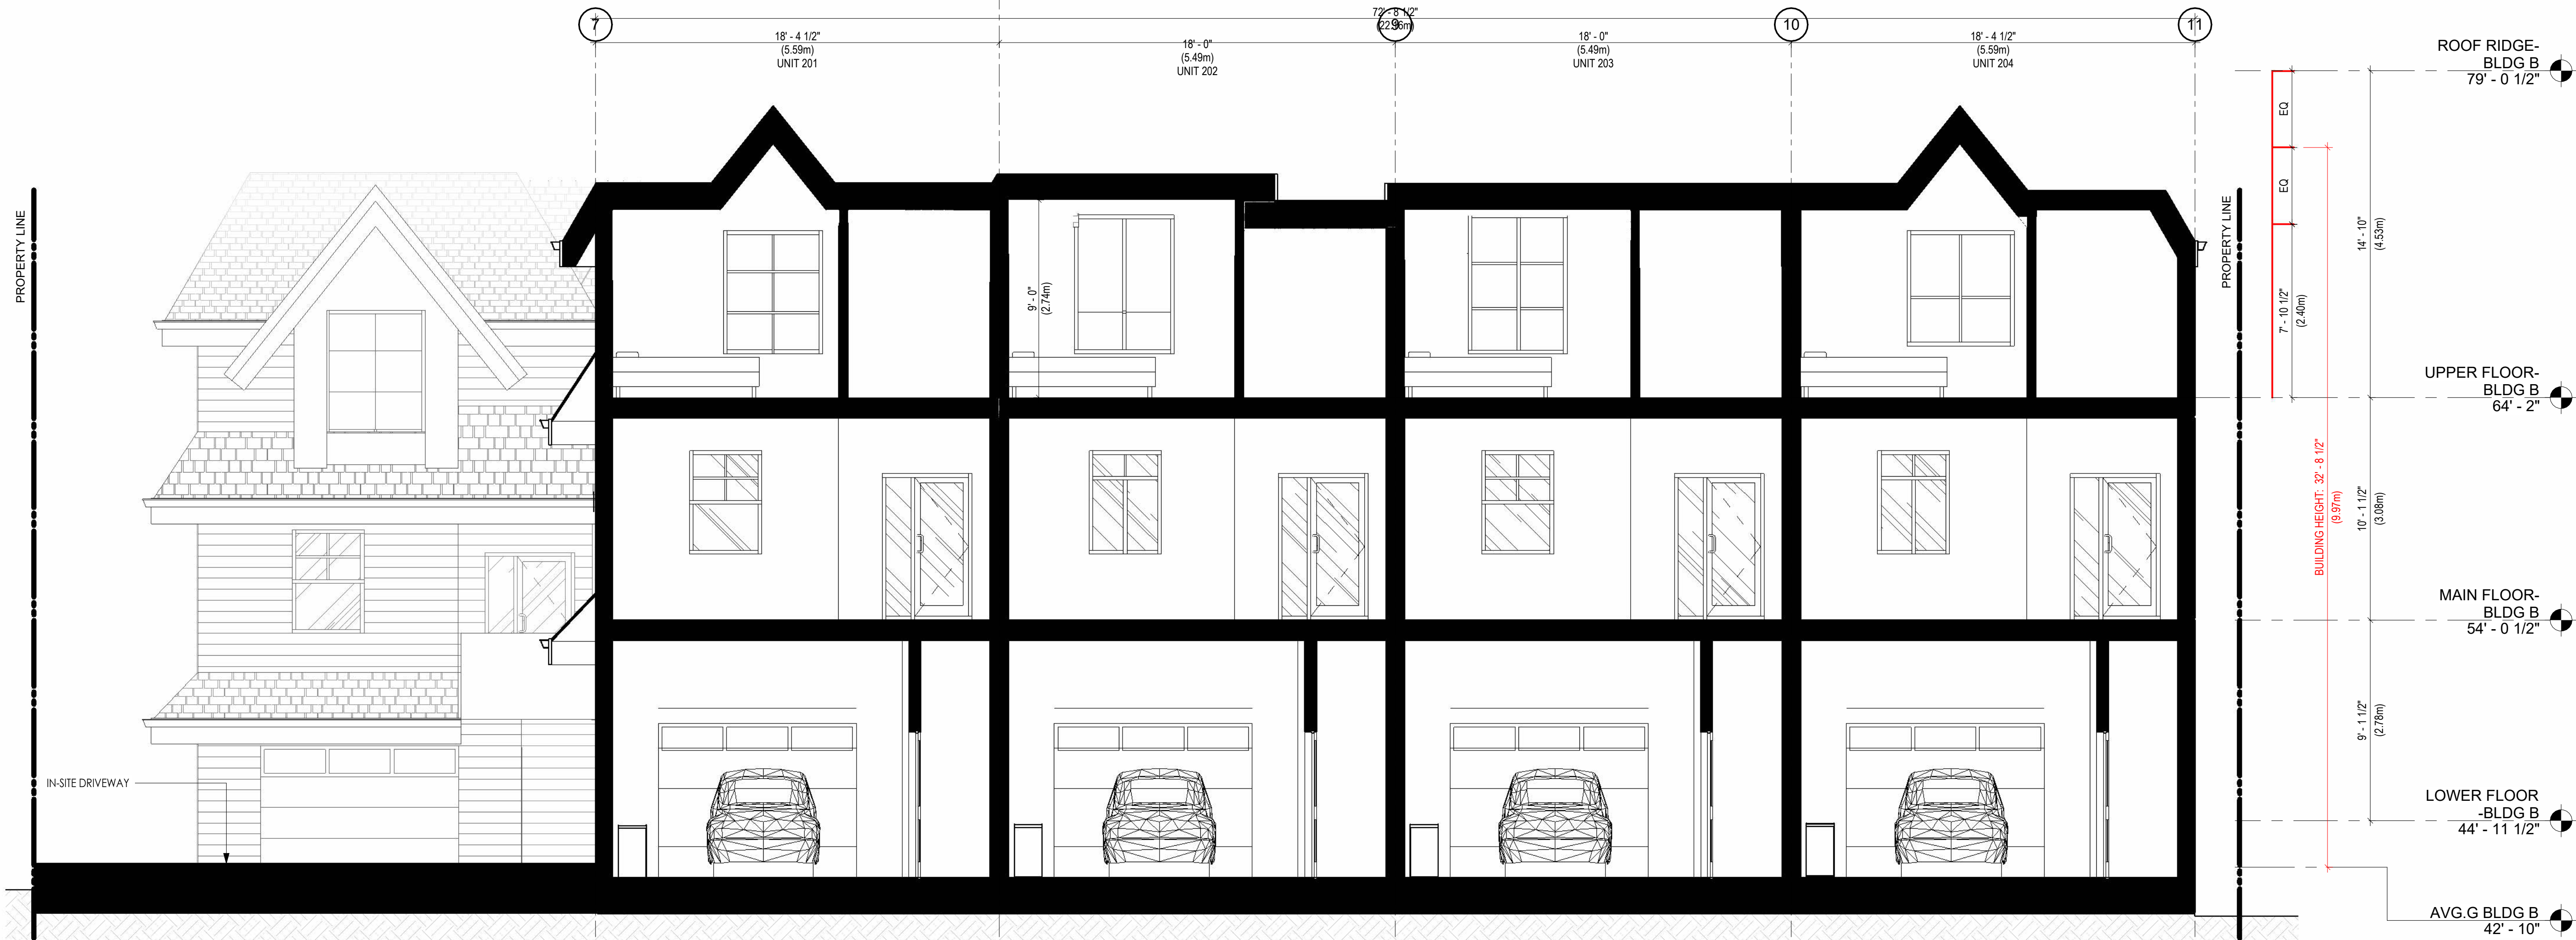 7
72' - 8 1/2"
(22.16m)
9
10
11
18' - 4 1/2"
(5.59m)
UNIT 201
18' - 0"
(5.49m)
UNIT 202
18' - 0"
(5.49m)
UNIT 203
18' - 4 1/2"
(5.59m)
UNIT 204
ROOF RIDGE-
BLDG B
79' - 0 1/2"
EQ
EQ
14' - 10"
(4.53m)
7' - 10 1/2"
(2.40m)
PROPERTY LINE
PROPERTY LINE
9' - 0"
(2.74m)
UPPER FLOOR-
BLDG B
64' - 2"
BUILDING HEIGHT: 32' - 8 1/2"
(9.97m)
10' - 1 1/2"
(3.08m)
MAIN FLOOR-
BLDG B
54' - 0 1/2"
9' - 1 1/2"
(2.78m)
IN-SITE DRIVEWAY
LOWER FLOOR
-BLDG B
44' - 11 1/2"
AVG.G BLDG B
42' - 10"